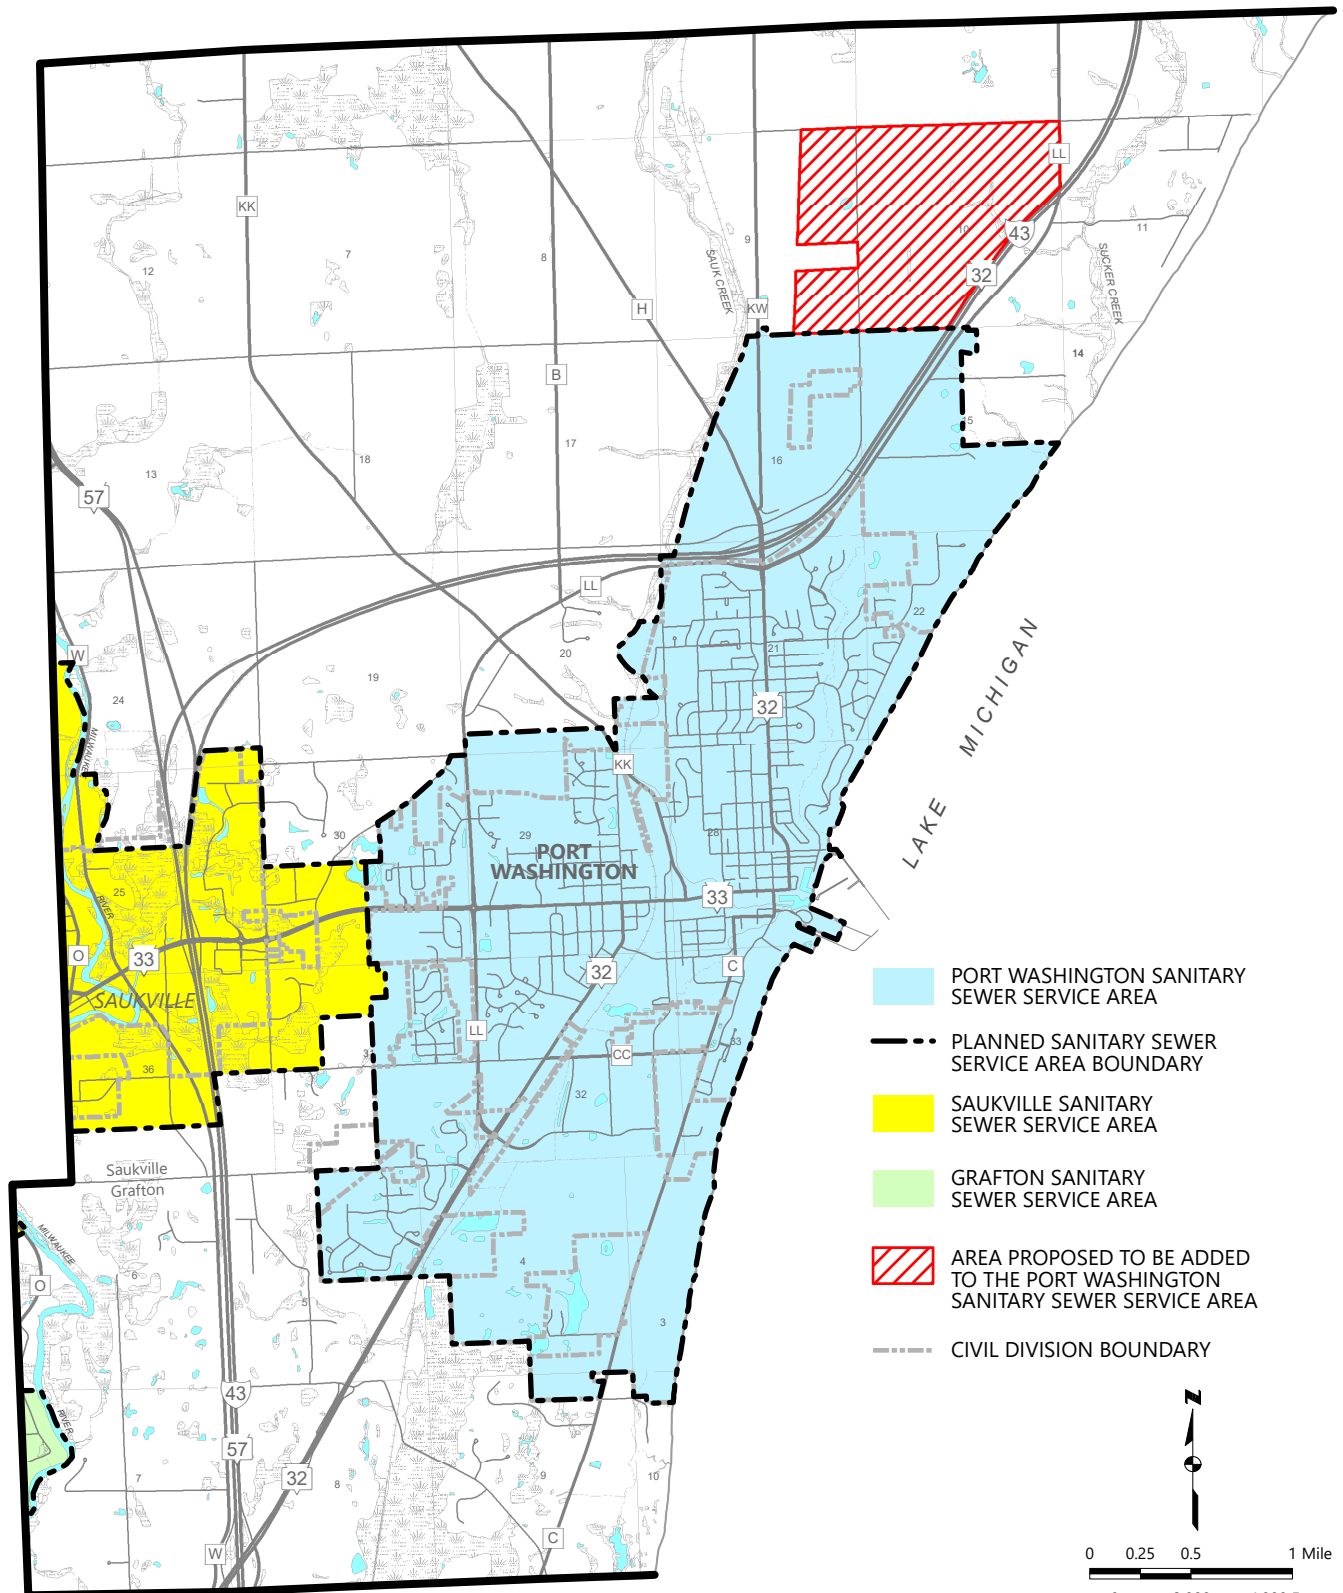 LL
KK
43
11
10
9
7
8
12
SAUK CREEK
SUCKER CREEK
32
H
KW
14
B
15
17
16
18
13
57
LL
22
W
20
21
LAKE MICHIGAN
19
24
32
MILWAUKEE
KK
30
29
28
PORT
WASHINGTON
25
33
RIVER
O
33
32
C
SAUKVILLE
LL
33
CC
31
36
32
PORT WASHINGTON SANITARY
SEWER SERVICE AREA
PLANNED SANITARY SEWER
SERVICE AREA BOUNDARY
SAUKVILLE SANITARY
SEWER SERVICE AREA
GRAFTON SANITARY
SEWER SERVICE AREA
AREA PROPOSED TO BE ADDED
TO THE PORT WASHINGTON
SANITARY SEWER SERVICE AREA
CIVIL DIVISION BOUNDARY
Saukville
Grafton
MILWAUKEE
O
6
5
4
3
43
RIVER
57
32
7
8
9
10
W
C
Z
0 0.25 0.5 1 Mile